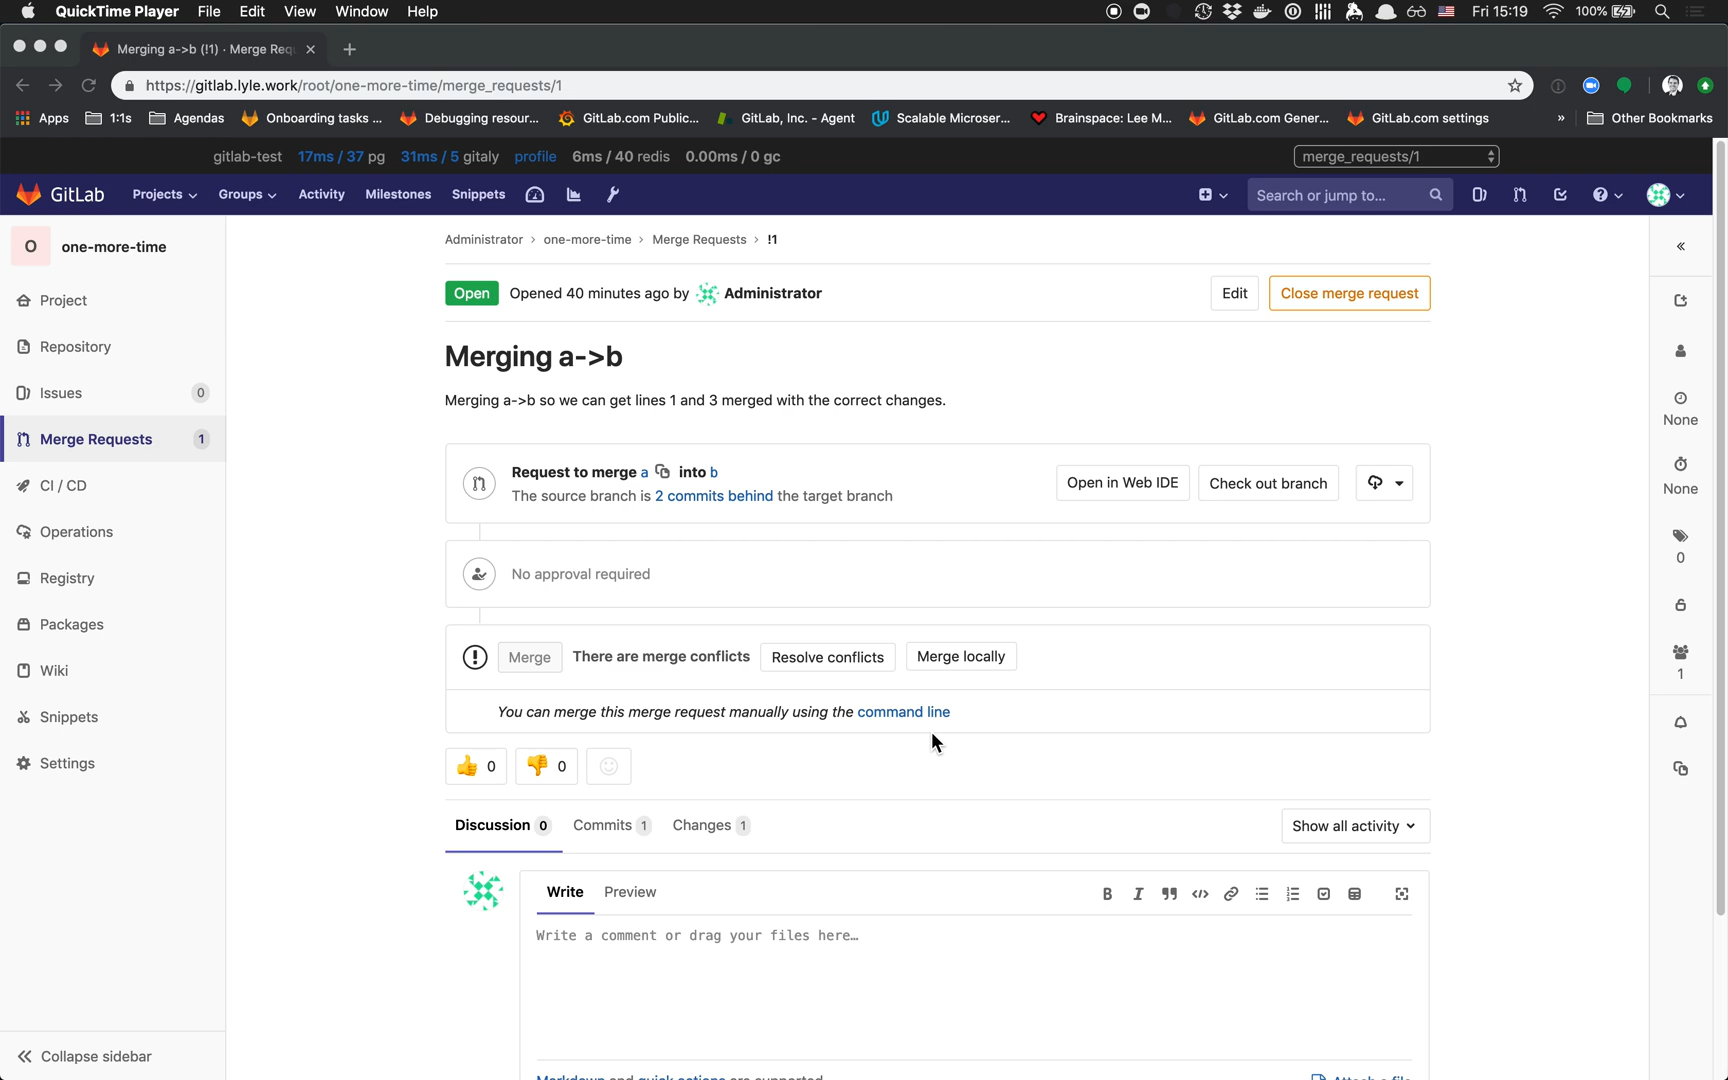 QuickTime Player File Edit View Window Help Fri 15:19 100%
Merging a->b (!1) · Merge Req
https://gitlab.lyle.work/root/one-more-time/merge_requests/1
Apps 1:1s Agendas Onboarding tasks ... Debugging resour... GitLab.com Public... GitLab, Inc. - Agent Scalable Microser... Brainspace: Lee M... GitLab.com Gener... GitLab.com settings » Other Bookmarks
gitlab-test 17ms / 37 pg 31ms / 5 gitaly profile 6ms / 40 redis 0.00ms / 0 gc merge_requests/1
GitLab Projects Groups Activity Milestones Snippets Search or jump to...
O one-more-time
Project
Repository
Issues 0
Merge Requests 1
CI / CD
Operations
Registry
Packages
Wiki
Snippets
Settings
Collapse sidebar
Administrator > one-more-time > Merge Requests > !1
Open Opened 40 minutes ago by Administrator Edit Close merge request
Merging a->b
Merging a->b so we can get lines 1 and 3 merged with the correct changes.
Request to merge a into b
The source branch is 2 commits behind the target branch
Open in Web IDE Check out branch
No approval required
Merge There are merge conflicts Resolve conflicts Merge locally
You can merge this merge request manually using the command line
👍 0 👎 0
Discussion 0 Commits 1 Changes 1 Show all activity
Write Preview
Write a comment or drag your files here…
Markdown and quick actions are supported Attach a file
None
None
0
1